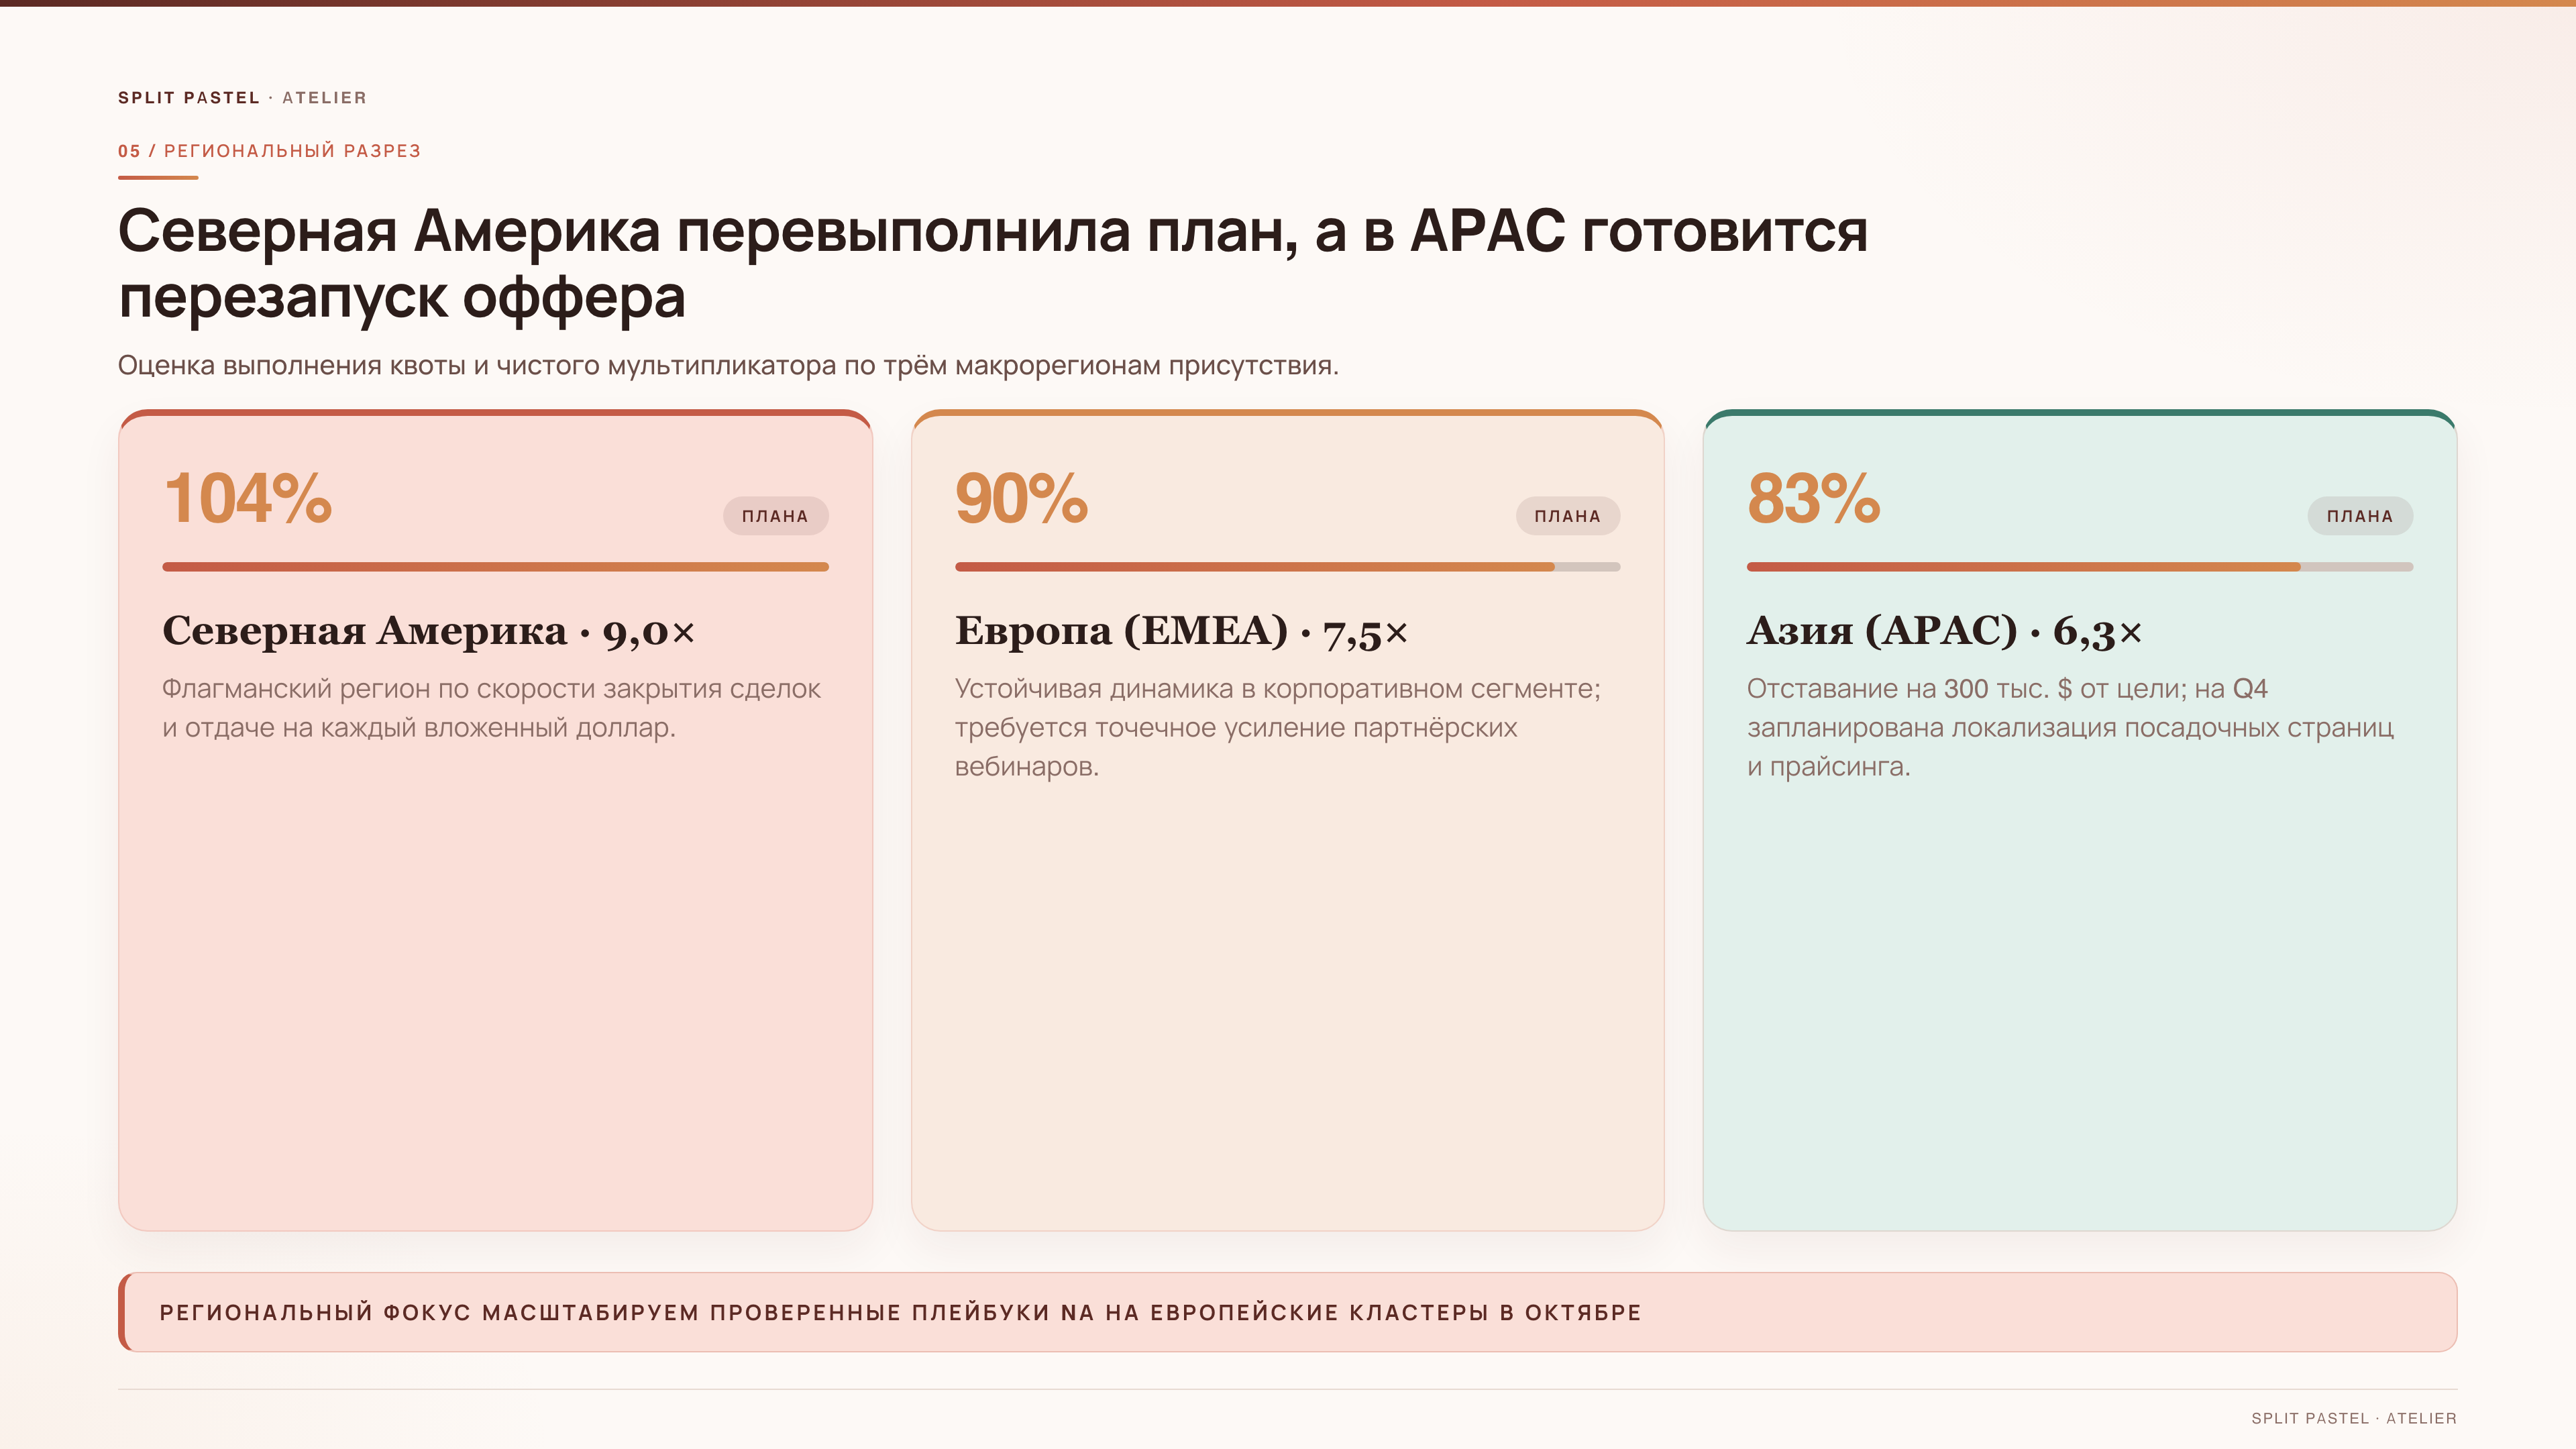 SPLIT PASTEL · ATELIER
05 / РЕГИОНАЛЬНЫЙ РАЗРЕЗ
Северная Америка перевыполнила план, а в APAC готовится
перезапуск оффера
Оценка выполнения квоты и чистого мультипликатора по трём макрорегионам присутствия.
104%
ПЛАНА
Северная Америка · 9,0×
Флагманский регион по скорости закрытия сделок
и отдаче на каждый вложенный доллар.
90%
ПЛАНА
Европа (EMEA) · 7,5×
Устойчивая динамика в корпоративном сегменте;
требуется точечное усиление партнёрских
вебинаров.
83%
ПЛАНА
Азия (APAC) · 6,3×
Отставание на 300 тыс. $ от цели; на Q4
запланирована локализация посадочных страниц
и прайсинга.
РЕГИОНАЛЬНЫЙ ФОКУС МАСШТАБИРУЕМ ПРОВЕРЕННЫЕ ПЛЕЙБУКИ NA НА ЕВРОПЕЙСКИЕ КЛАСТЕРЫ В ОКТЯБРЕ
SPLIT PASTEL · ATELIER